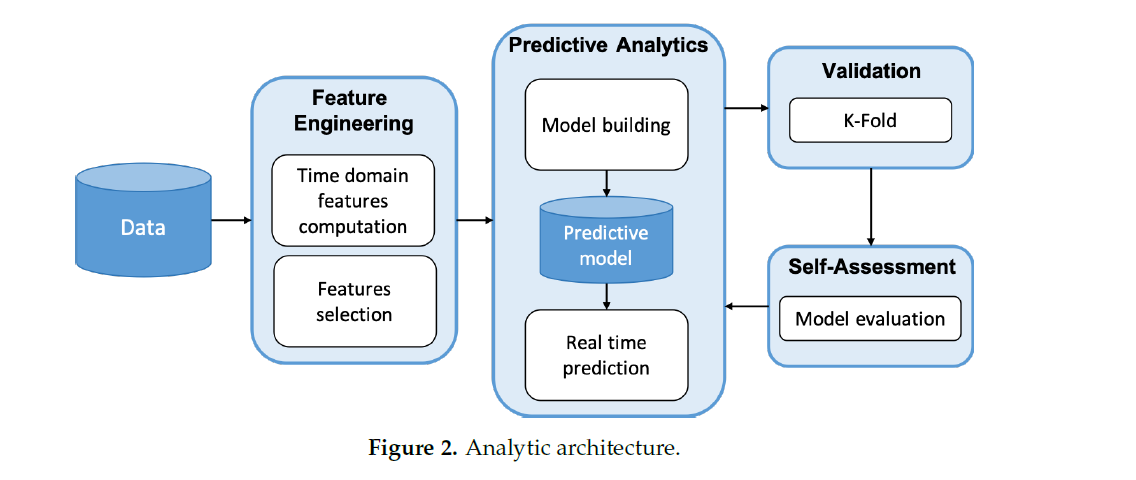 Data
Feature
Engineering
Time domain
features
computation
Features
selection
Predictive Analytics
Model building
Predictive
model
Real time
prediction
Validation
K-Fold
Self-Assessment
Model evaluation
Figure 2. Analytic architecture.